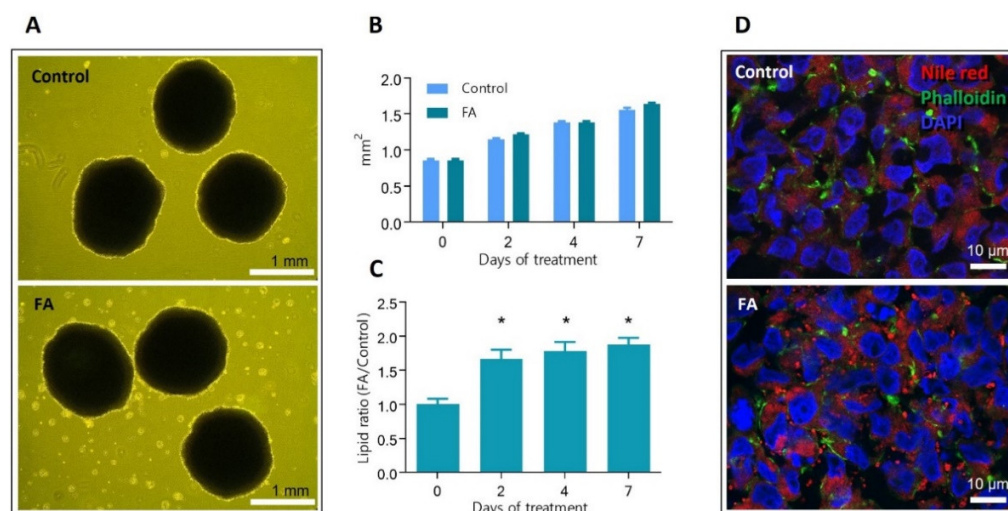 A
Control
1 mm
FA
1 mm
B
Control
FA
mm²
2.0
1.5
1.0
0.5
0.0
0
2
4
7
Days of treatment
C
Lipid ratio (FA/Control)
2.5
2.0
1.5
1.0
0.5
0.0
*
*
*
0
2
4
7
Days of treatment
D
Control
Nile red
Phalloidin
DAPI
10 µm
FA
10 µm